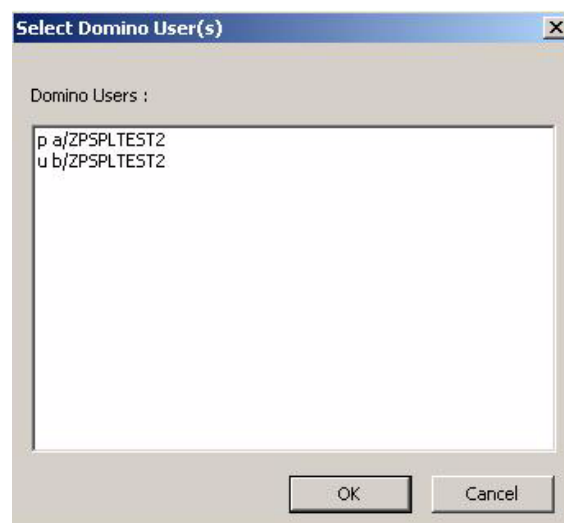 Select Domino User(s)
Domino Users :
p a/ZPSPLTEST2
u b/ZPSPLTEST2
OK
Cancel